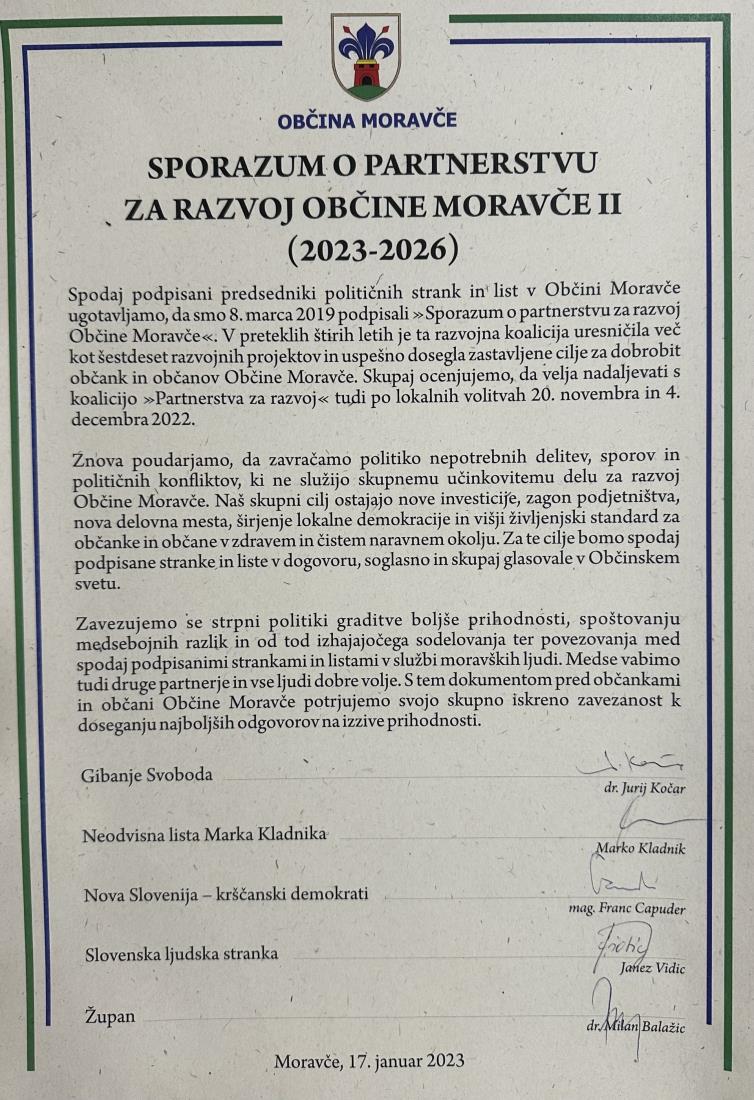 OBČINA MORAVČE
SPORAZUM O PARTNERSTVU
ZA RAZVOJ OBČINE MORAVČE II
(2023-2026)
Spodaj podpisani predsedniki političnih strank in list v Občini Moravče
ugotavljamo, da smo 8. marca 2019 podpisali »Sporazum o partnerstvu za razvoj
Občine Moravče«. V preteklih štirih letih je ta razvojna koalicija uresničila več
kot šestdeset razvojnih projektov in uspešno dosegla zastavljene cilje za dobrobit
občank in občanov Občine Moravče. Skupaj ocenjujemo, da velja nadaljevati s
koalicijo »Partnerstva za razvoj« tudi po lokalnih volitvah 20. novembra in 4.
decembra 2022.
Znova poudarjamo, da zavračamo politiko nepotrebnih delitev, sporov in
političnih konfliktov, ki ne služijo skupnemu učinkovitemu delu za razvoj
Občine Moravče. Naš skupni cilj ostajajo nove investicije, zagon podjetništva,
nova delovna mesta, širjenje lokalne demokracije in višji življenjski standard za
občanke in občane v zdravem in čistem naravnem okolju. Za te cilje bomo spodaj
podpisane stranke in liste v dogovoru, soglasno in skupaj glasovale v Občinskem
svetu.
Zavezujemo se strpni politiki graditve boljše prihodnosti, spoštovanju
medsebojnih razlik in od tod izhajajočega sodelovanja ter povezovanja med
spodaj podpisanimi strankami in listami v službi moravških ljudi. Medse vabimo
tudi druge partnerje in vse ljudi dobre volje. S tem dokumentom pred občankami
in občani Občine Moravče potrjujemo svojo skupno iskreno zavezanost k
doseganju najboljših odgovorov na izzive prihodnosti.
Gibanje Svoboda
dr. Jurij Kočar
Neodvisna lista Marka Kladnika
Marko Kladnik
Nova Slovenija – krščanski demokrati
mag. Franc Capuder
Slovenska ljudska stranka
Janez Vidic
Župan
dr. Milan Balažic
Moravče, 17. januar 2023